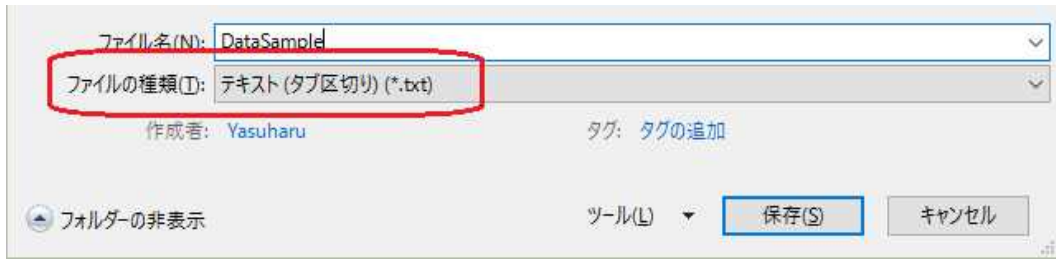 ファイル名(N): DataSample
ファイルの種類(T): テキスト (タブ区切り) (*.txt)
作成者: Yasuharu タグ: タグの追加
フォルダーの非表示 ツール(L) 保存(S) キャンセル